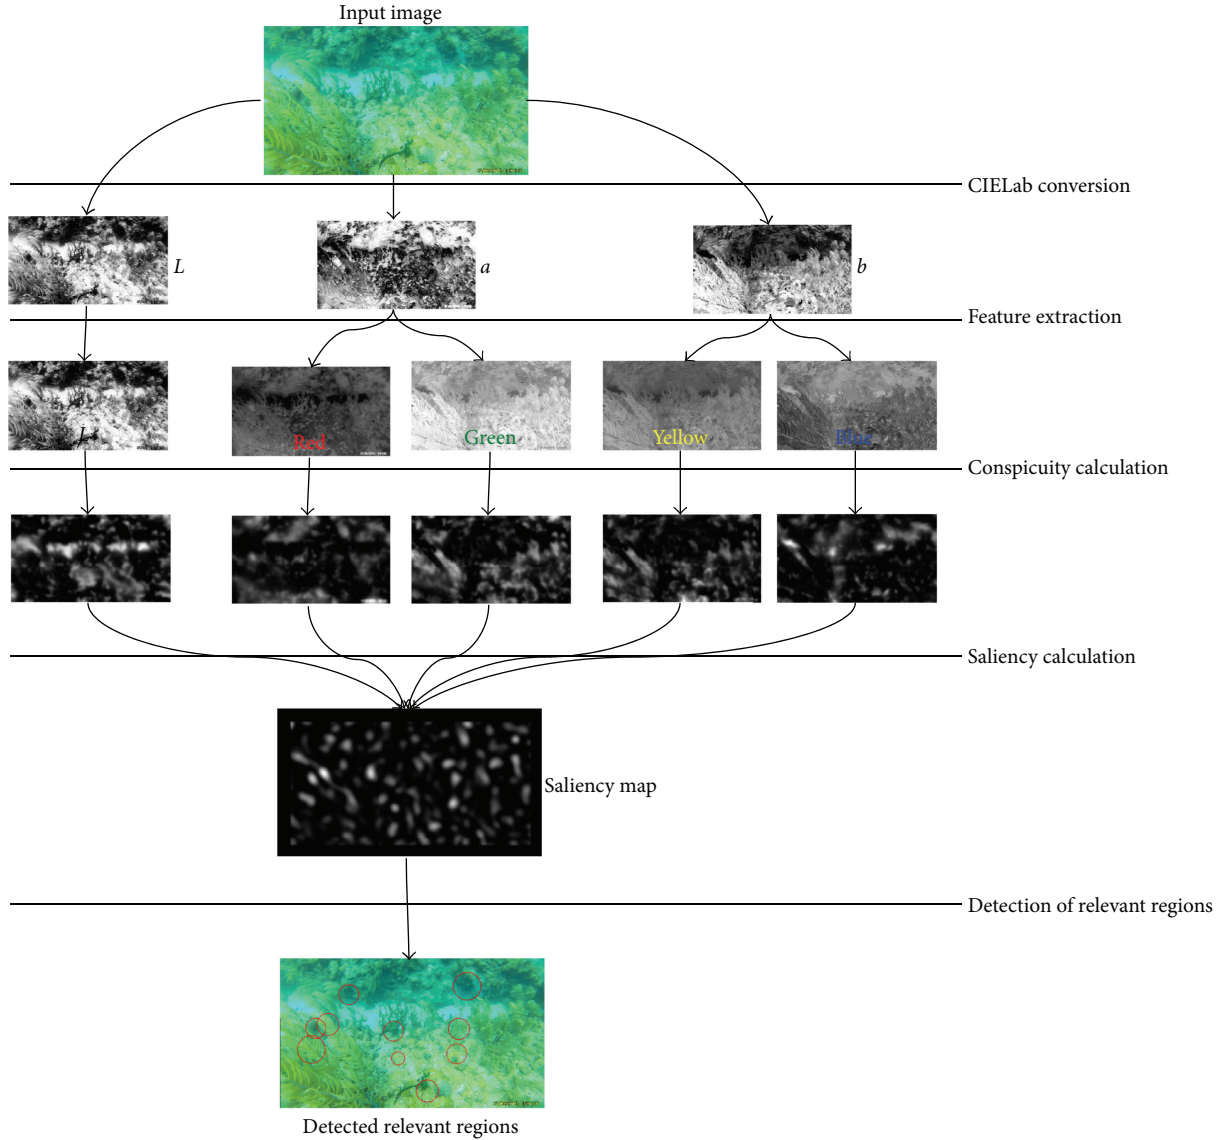 Input image
CIELab conversion
L
a
b
Feature extraction
L
Red
Green
Yellow
Blue
Conspicuity calculation
Saliency calculation
Saliency map
Detection of relevant regions
Detected relevant regions